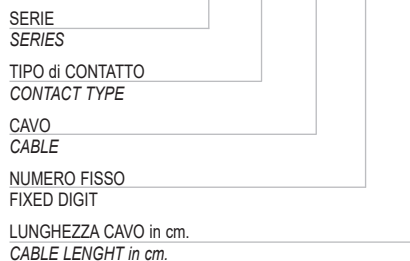 SERIE
SERIES
TIPO di CONTATTO
CONTACT TYPE
CAVO
CABLE
NUMERO FISSO
FIXED DIGIT
LUNGHEZZA CAVO in cm.
CABLE LENGHT in cm.